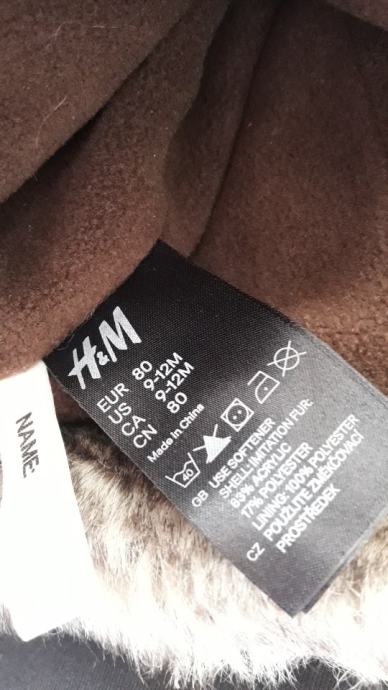 H&M
EUR 80
US 9-12M
CA 9-12M
CN 80
Made in China
40
GB USE SOFTENER
SHELL/IMITATION FUR:
83% ACRYLIC
17% POLYESTER
LINING: 100% POLYESTER
CZ POUŽIJTE ZMĚKČOVACÍ
PROSTŘEDEK
NAME: